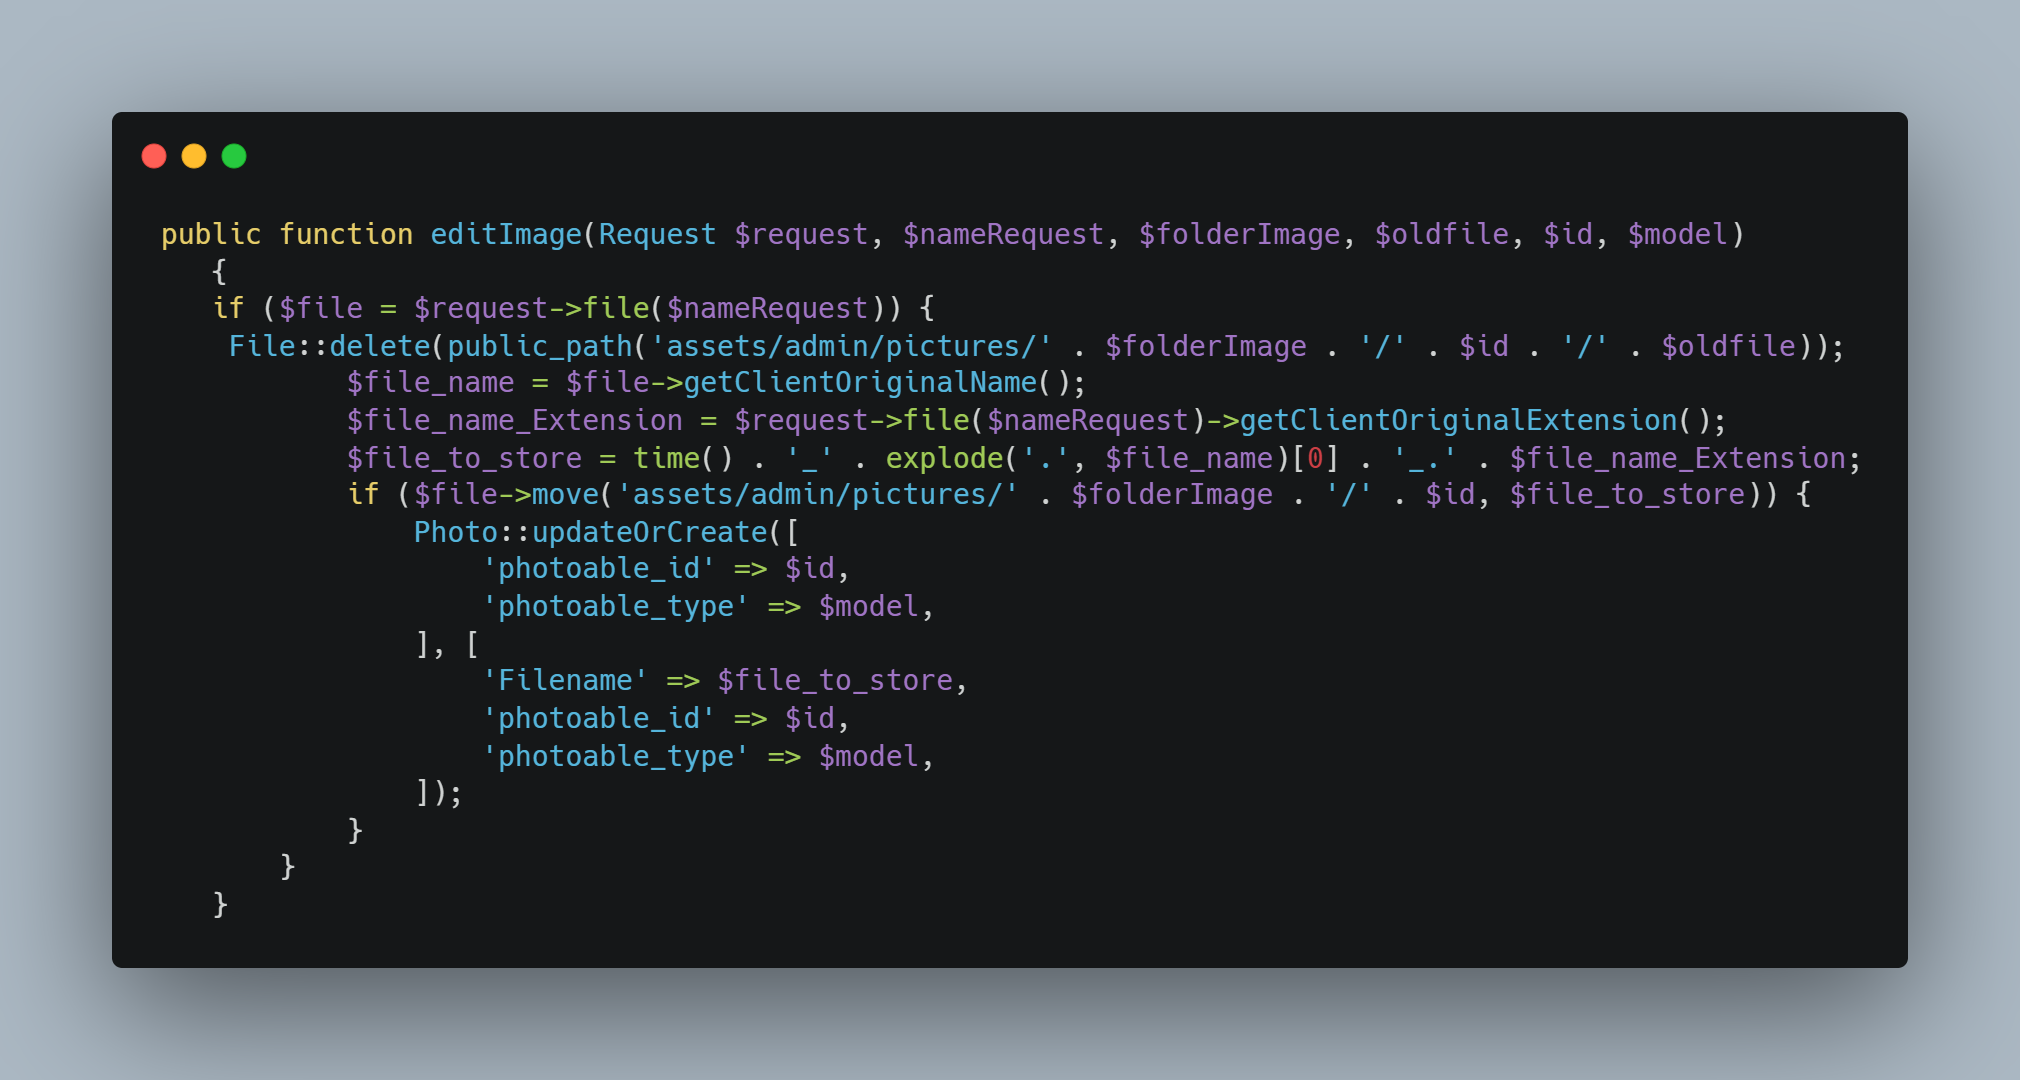 public function editImage(Request $request, $nameRequest, $folderImage, $oldfile, $id, $model)
{
if ($file = $request->file($nameRequest)) {
File::delete(public_path('assets/admin/pictures/' . $folderImage . '/' . $id . '/' . $oldfile));
$file_name = $file->getClientOriginalName();
$file_name_Extension = $request->file($nameRequest)->getClientOriginalExtension();
$file_to_store = time() . '_' . explode('.', $file_name)[0] . '_.' . $file_name_Extension;
if ($file->move('assets/admin/pictures/' . $folderImage . '/' . $id, $file_to_store)) {
Photo::updateOrCreate([
'photoable_id' => $id,
'photoable_type' => $model,
], [
'Filename' => $file_to_store,
'photoable_id' => $id,
'photoable_type' => $model,
]);
}
}
}